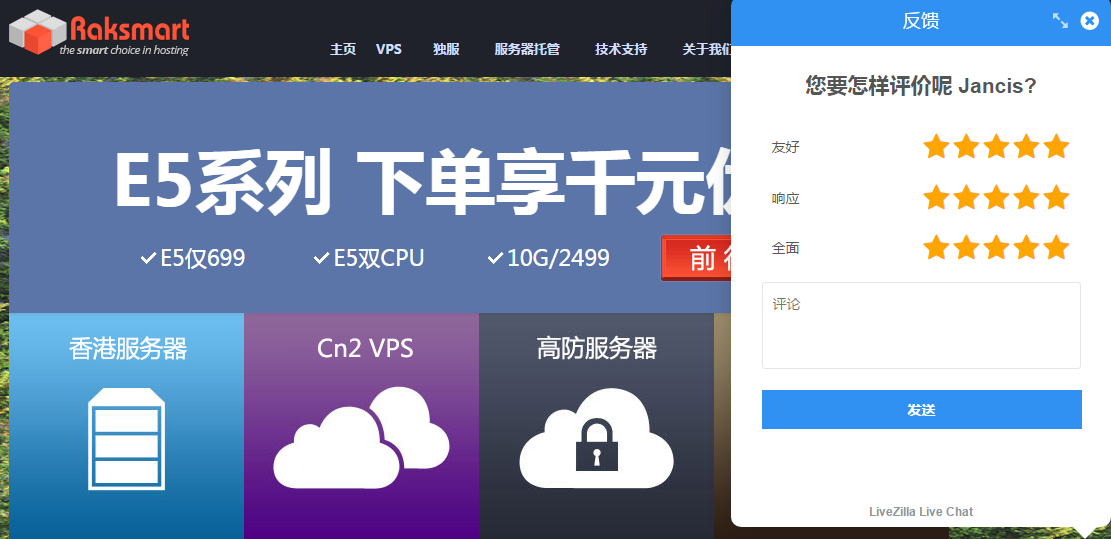 Raksmart
the smart choice in hosting
主页 VPS 独服 服务器托管 技术支持 关于我们
E5系列 下单享千元
E5仅699 E5双CPU 10G/2499 前
香港服务器 Cn2 VPS 高防服务器
反馈
您要怎样评价呢 Jancis?
友好
响应
全面
评论
发送
LiveZilla Live Chat